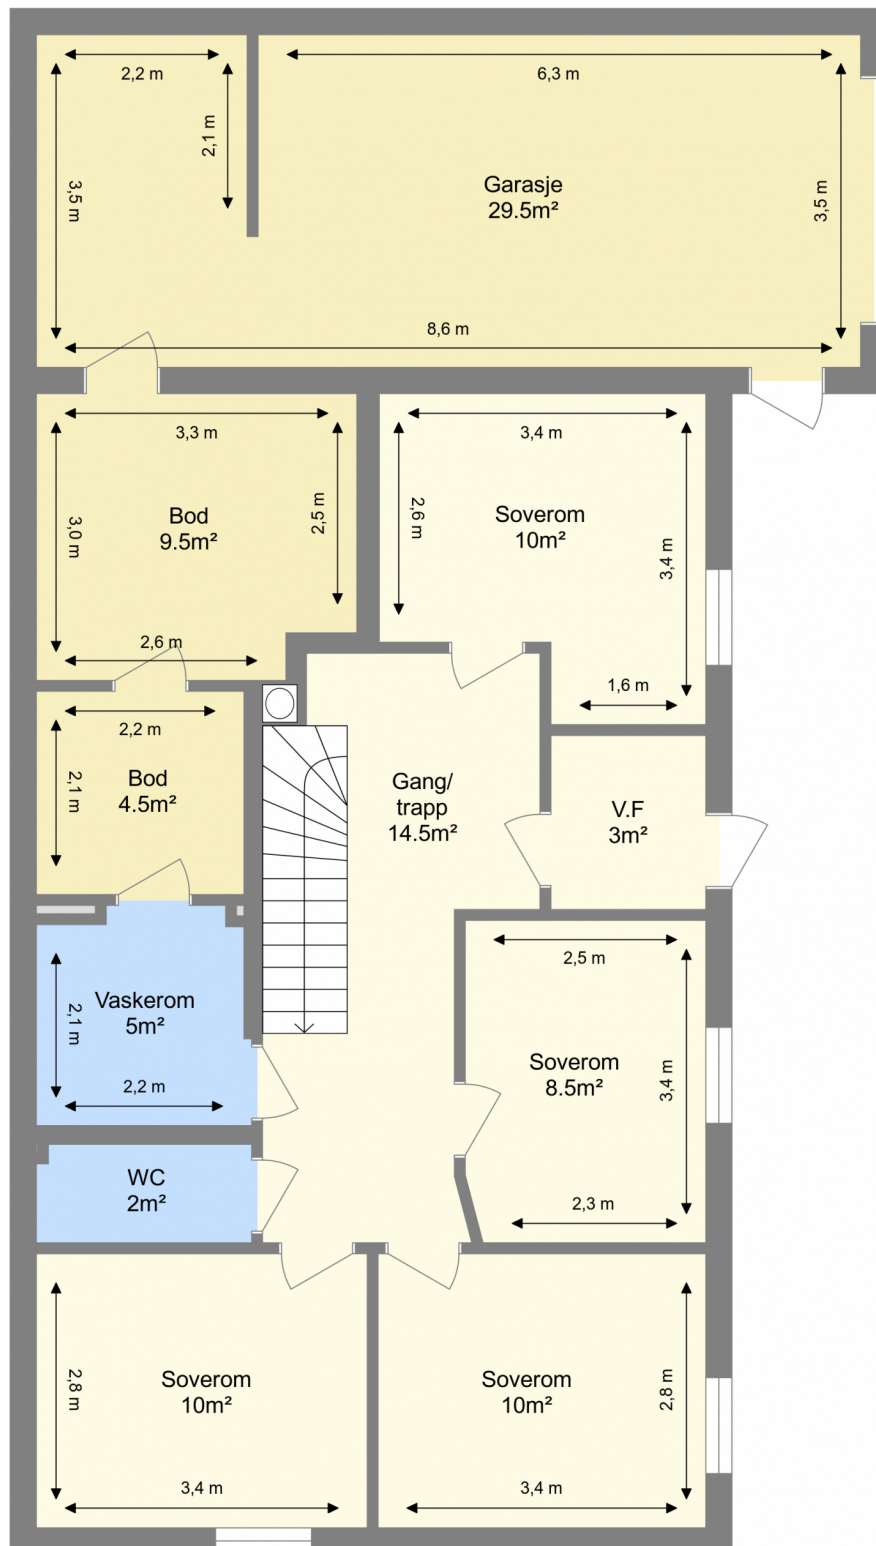 2,2 m
6,3 m
2,1 m
3,5 m
Garasje
29.5m²
3,5 m
8,6 m
3,3 m
3,4 m
2,5 m
2,6 m
3,0 m
Bod
9.5m²
Soverom
10m²
3,4 m
2,6 m
1,6 m
2,2 m
2,1 m
Bod
4.5m²
Gang/
trapp
14.5m²
V.F
3m²
2,5 m
2,1 m
Vaskerom
5m²
2,2 m
Soverom
8.5m²
3,4 m
2,3 m
WC
2m²
2,8 m
Soverom
10m²
3,4 m
Soverom
10m²
2,8 m
3,4 m